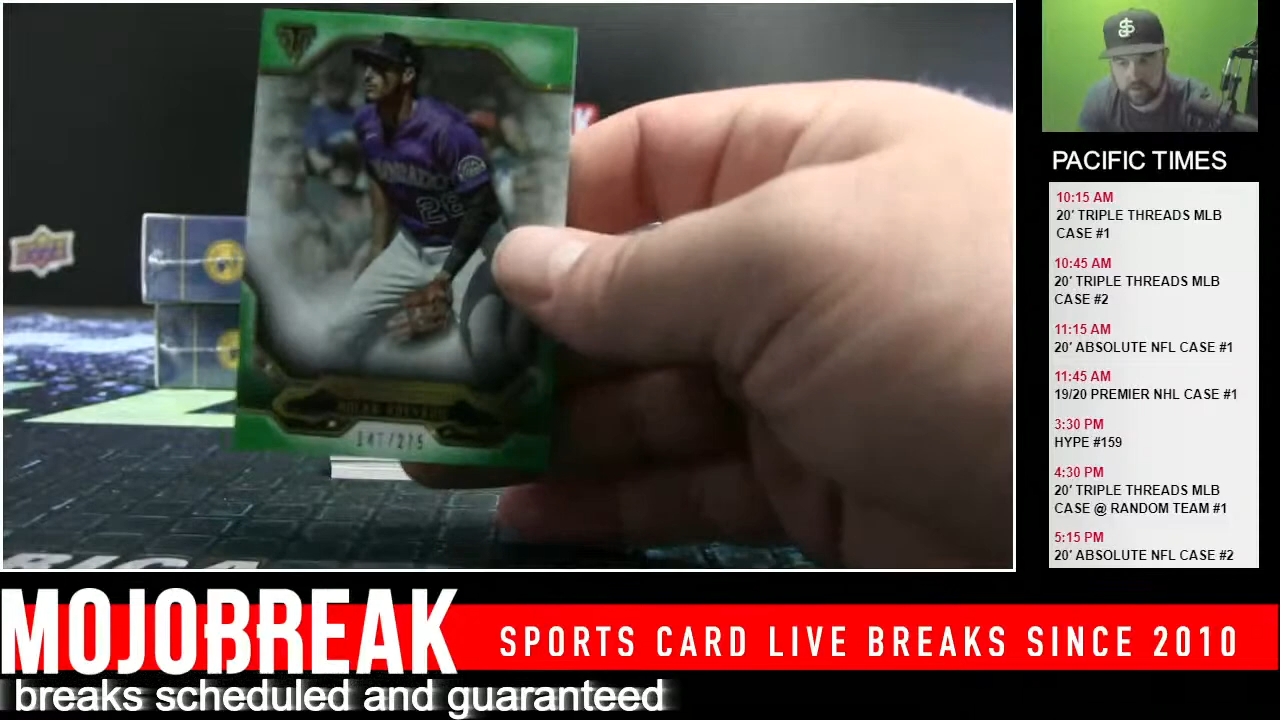 PACIFIC TIMES
10:15 AM
20' TRIPLE THREADS MLB
CASE #1
10:45 AM
20' TRIPLE THREADS MLB
CASE #2
11:15 AM
20' ABSOLUTE NFL CASE #1
11:45 AM
19/20 PREMIER NHL CASE #1
3:30 PM
HYPE #159
4:30 PM
20' TRIPLE THREADS MLB
CASE @ RANDOM TEAM #1
5:15 PM
20' ABSOLUTE NFL CASE #2
28
MOJOBREAK
SPORTS CARD LIVE BREAKS SINCE 2010
breaks scheduled and guaranteed